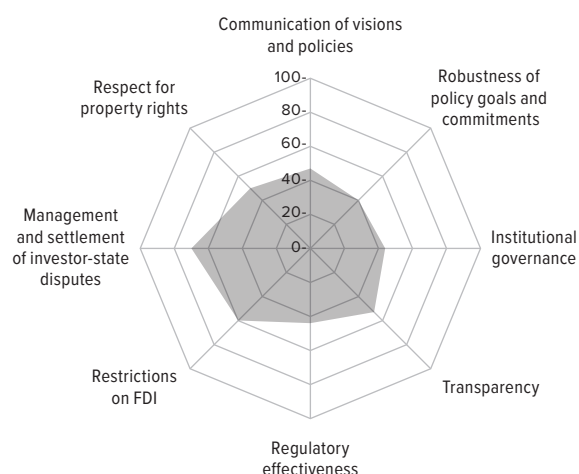 Communication of visions
and policies
Robustness of
policy goals and
commitments
Institutional
governance
Transparency
Regulatory
effectiveness
Restrictions
on FDI
Management
and settlement
of investor-state
disputes
Respect for
property rights
100-
80-
60-
40-
20-
0-